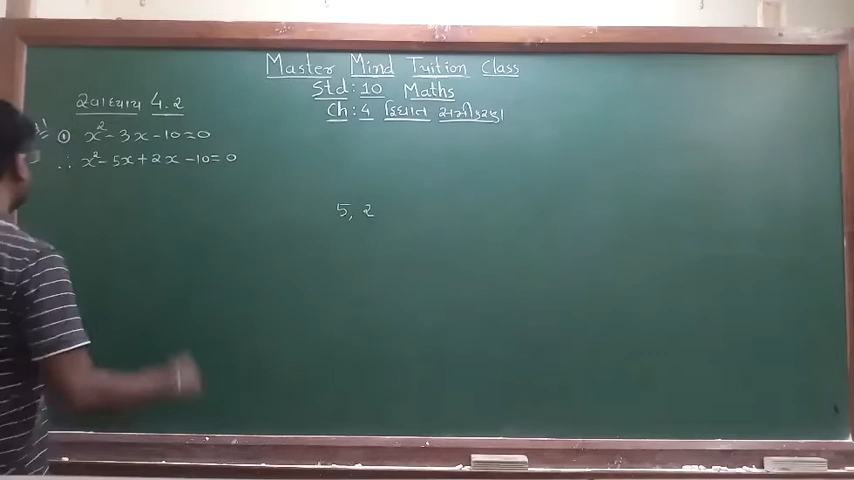 Master Mind Tuition Class
Std: 10 Maths
Ch: 4 દ્વિઘાત સમીકરણ
સ્વાધ્યાય 4.2
① x² - 3x - 10 = 0
∴ x² - 5x + 2x - 10 = 0
5, 2